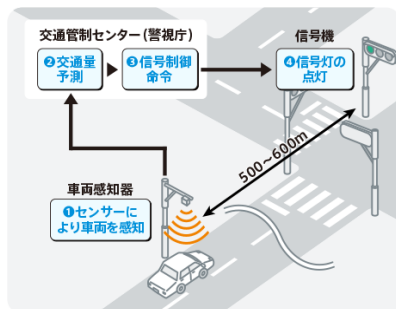 交通管制センター(警視庁)
❷交通量
予測
❸信号制御
命令
信号機
❹信号灯の
点灯
500〜600m
車両感知器
❶センサーに
より車両を感知